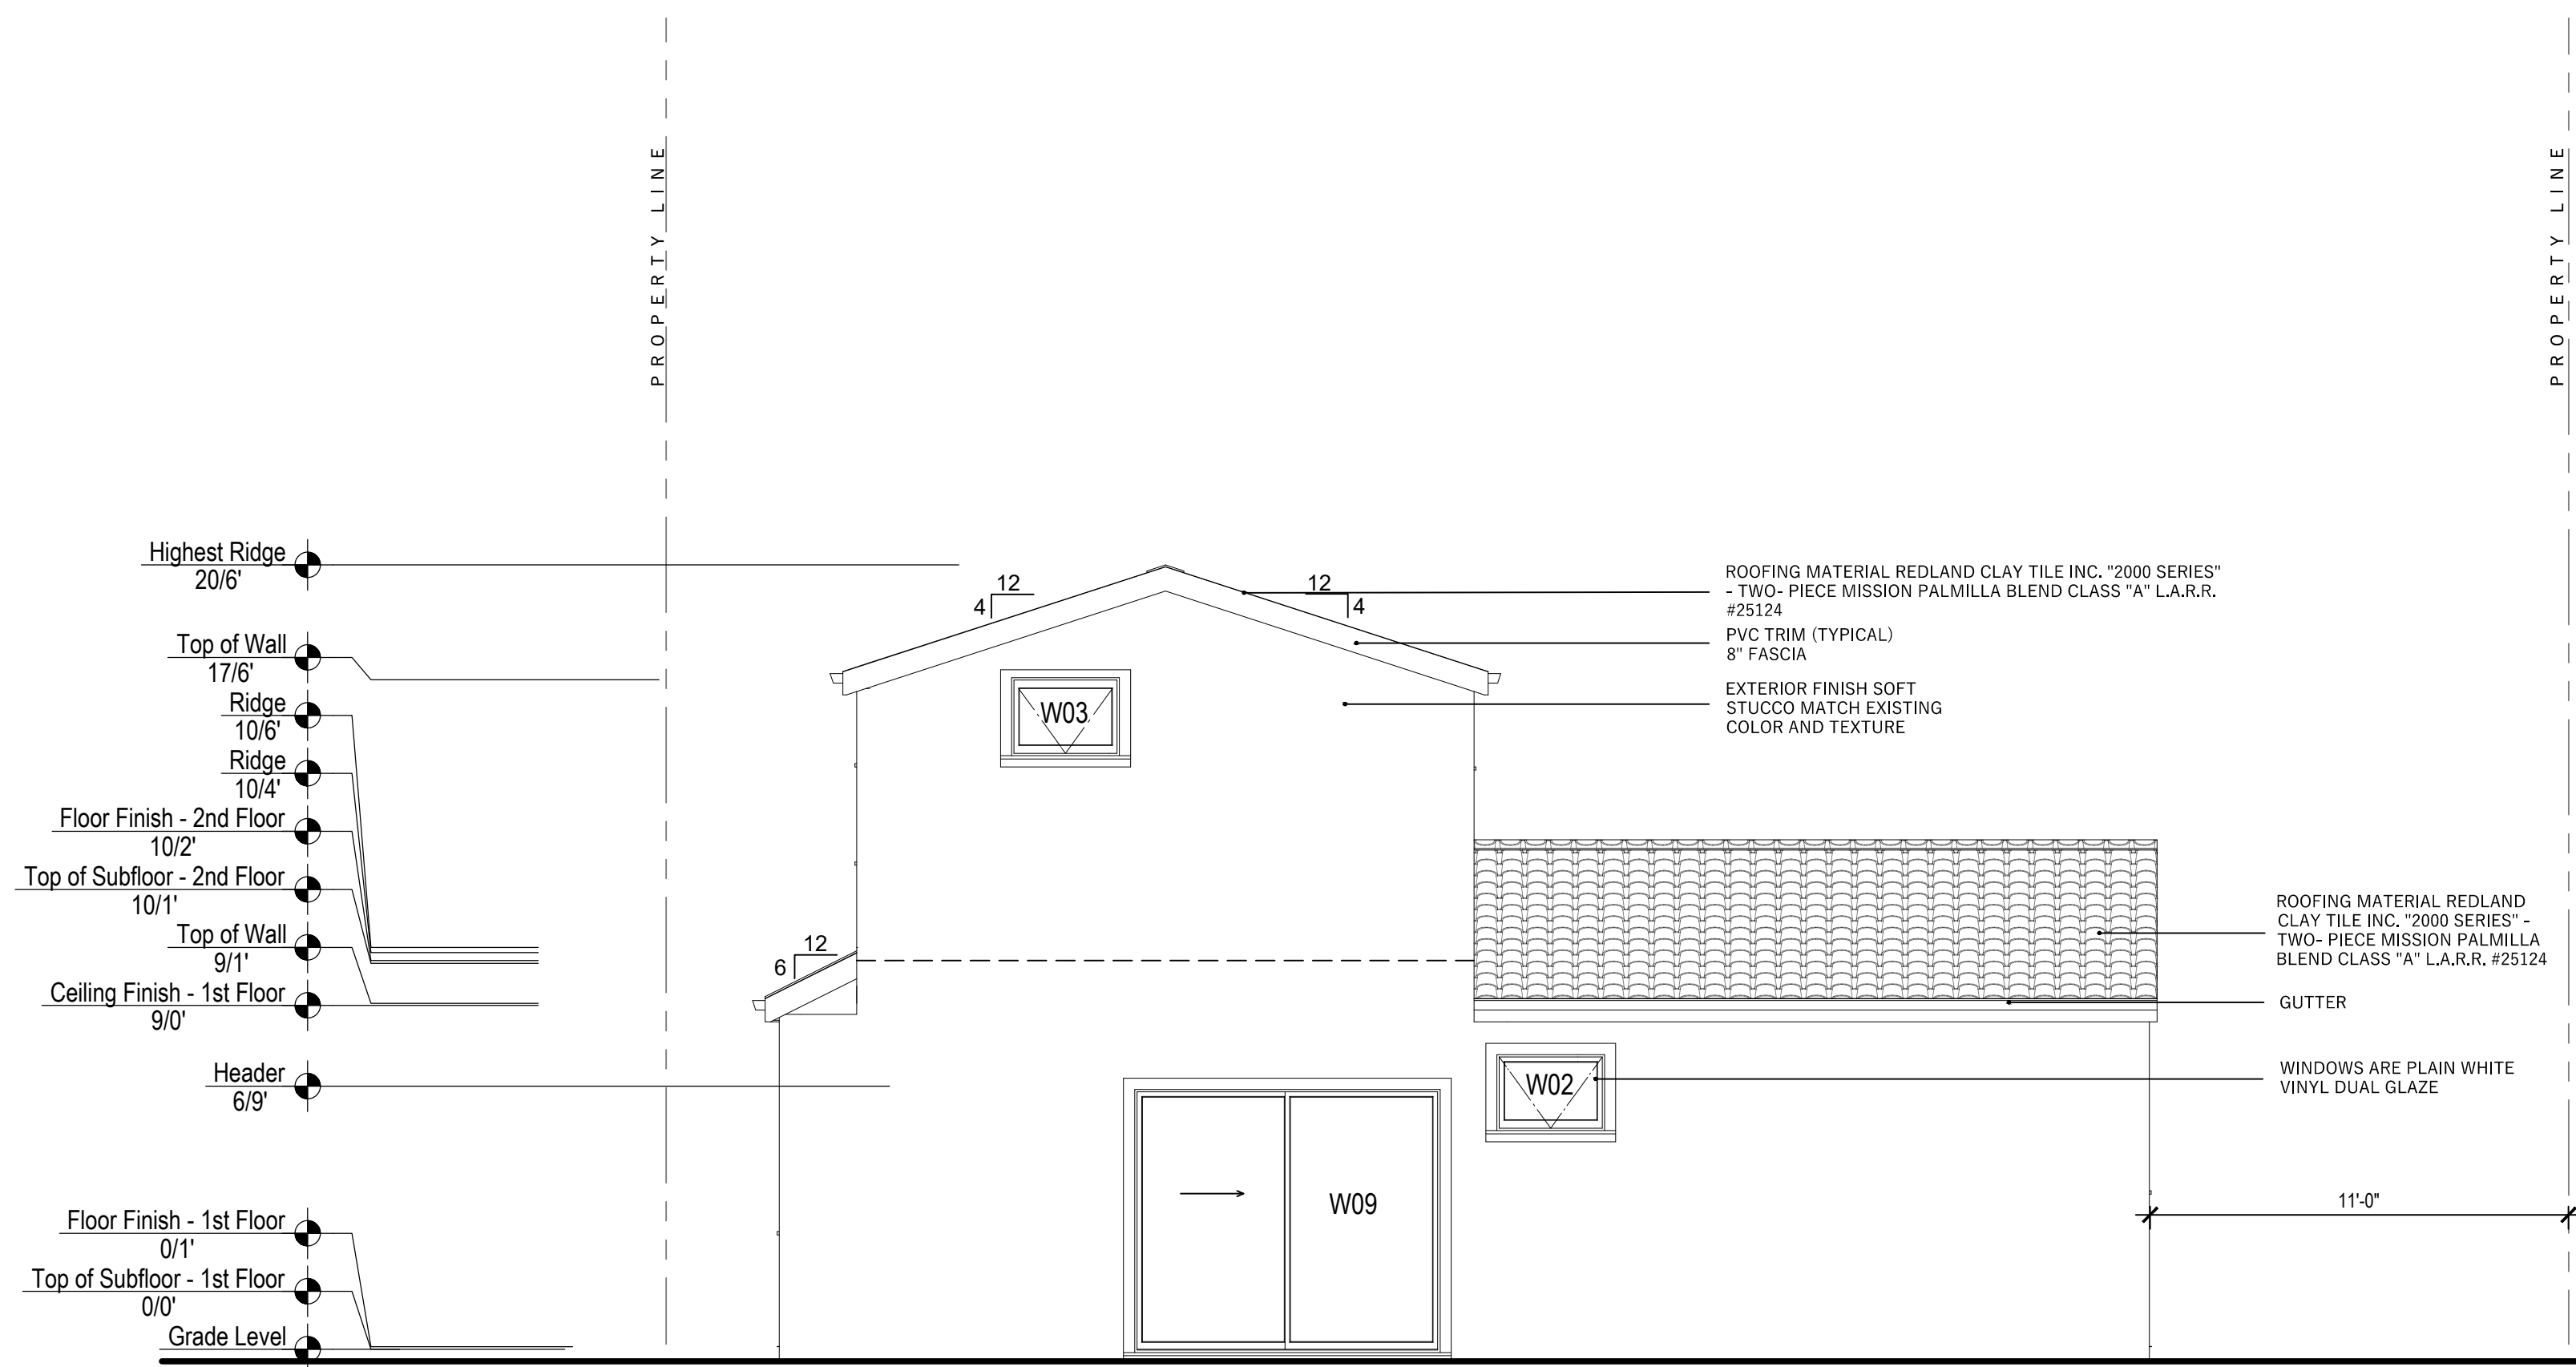 PROPERTY LINE
PROPERTY LINE
Highest Ridge
20/6'
Top of Wall
17/6'
Ridge
10/6'
Ridge
10/4'
Floor Finish - 2nd Floor
10/2'
Top of Subfloor - 2nd Floor
10/1'
Top of Wall
9/1'
Ceiling Finish - 1st Floor
9/0'
Header
6/9'
Floor Finish - 1st Floor
0/1'
Top of Subfloor - 1st Floor
0/0'
Grade Level
12
4
12
4
W03
12
6
W09
W02
ROOFING MATERIAL REDLAND CLAY TILE INC. "2000 SERIES"
- TWO- PIECE MISSION PALMILLA BLEND CLASS "A" L.A.R.R.
#25124
PVC TRIM (TYPICAL)
8" FASCIA
EXTERIOR FINISH SOFT
STUCCO MATCH EXISTING
COLOR AND TEXTURE
ROOFING MATERIAL REDLAND
CLAY TILE INC. "2000 SERIES" -
TWO- PIECE MISSION PALMILLA
BLEND CLASS "A" L.A.R.R. #25124
GUTTER
WINDOWS ARE PLAIN WHITE
VINYL DUAL GLAZE
11'-0"